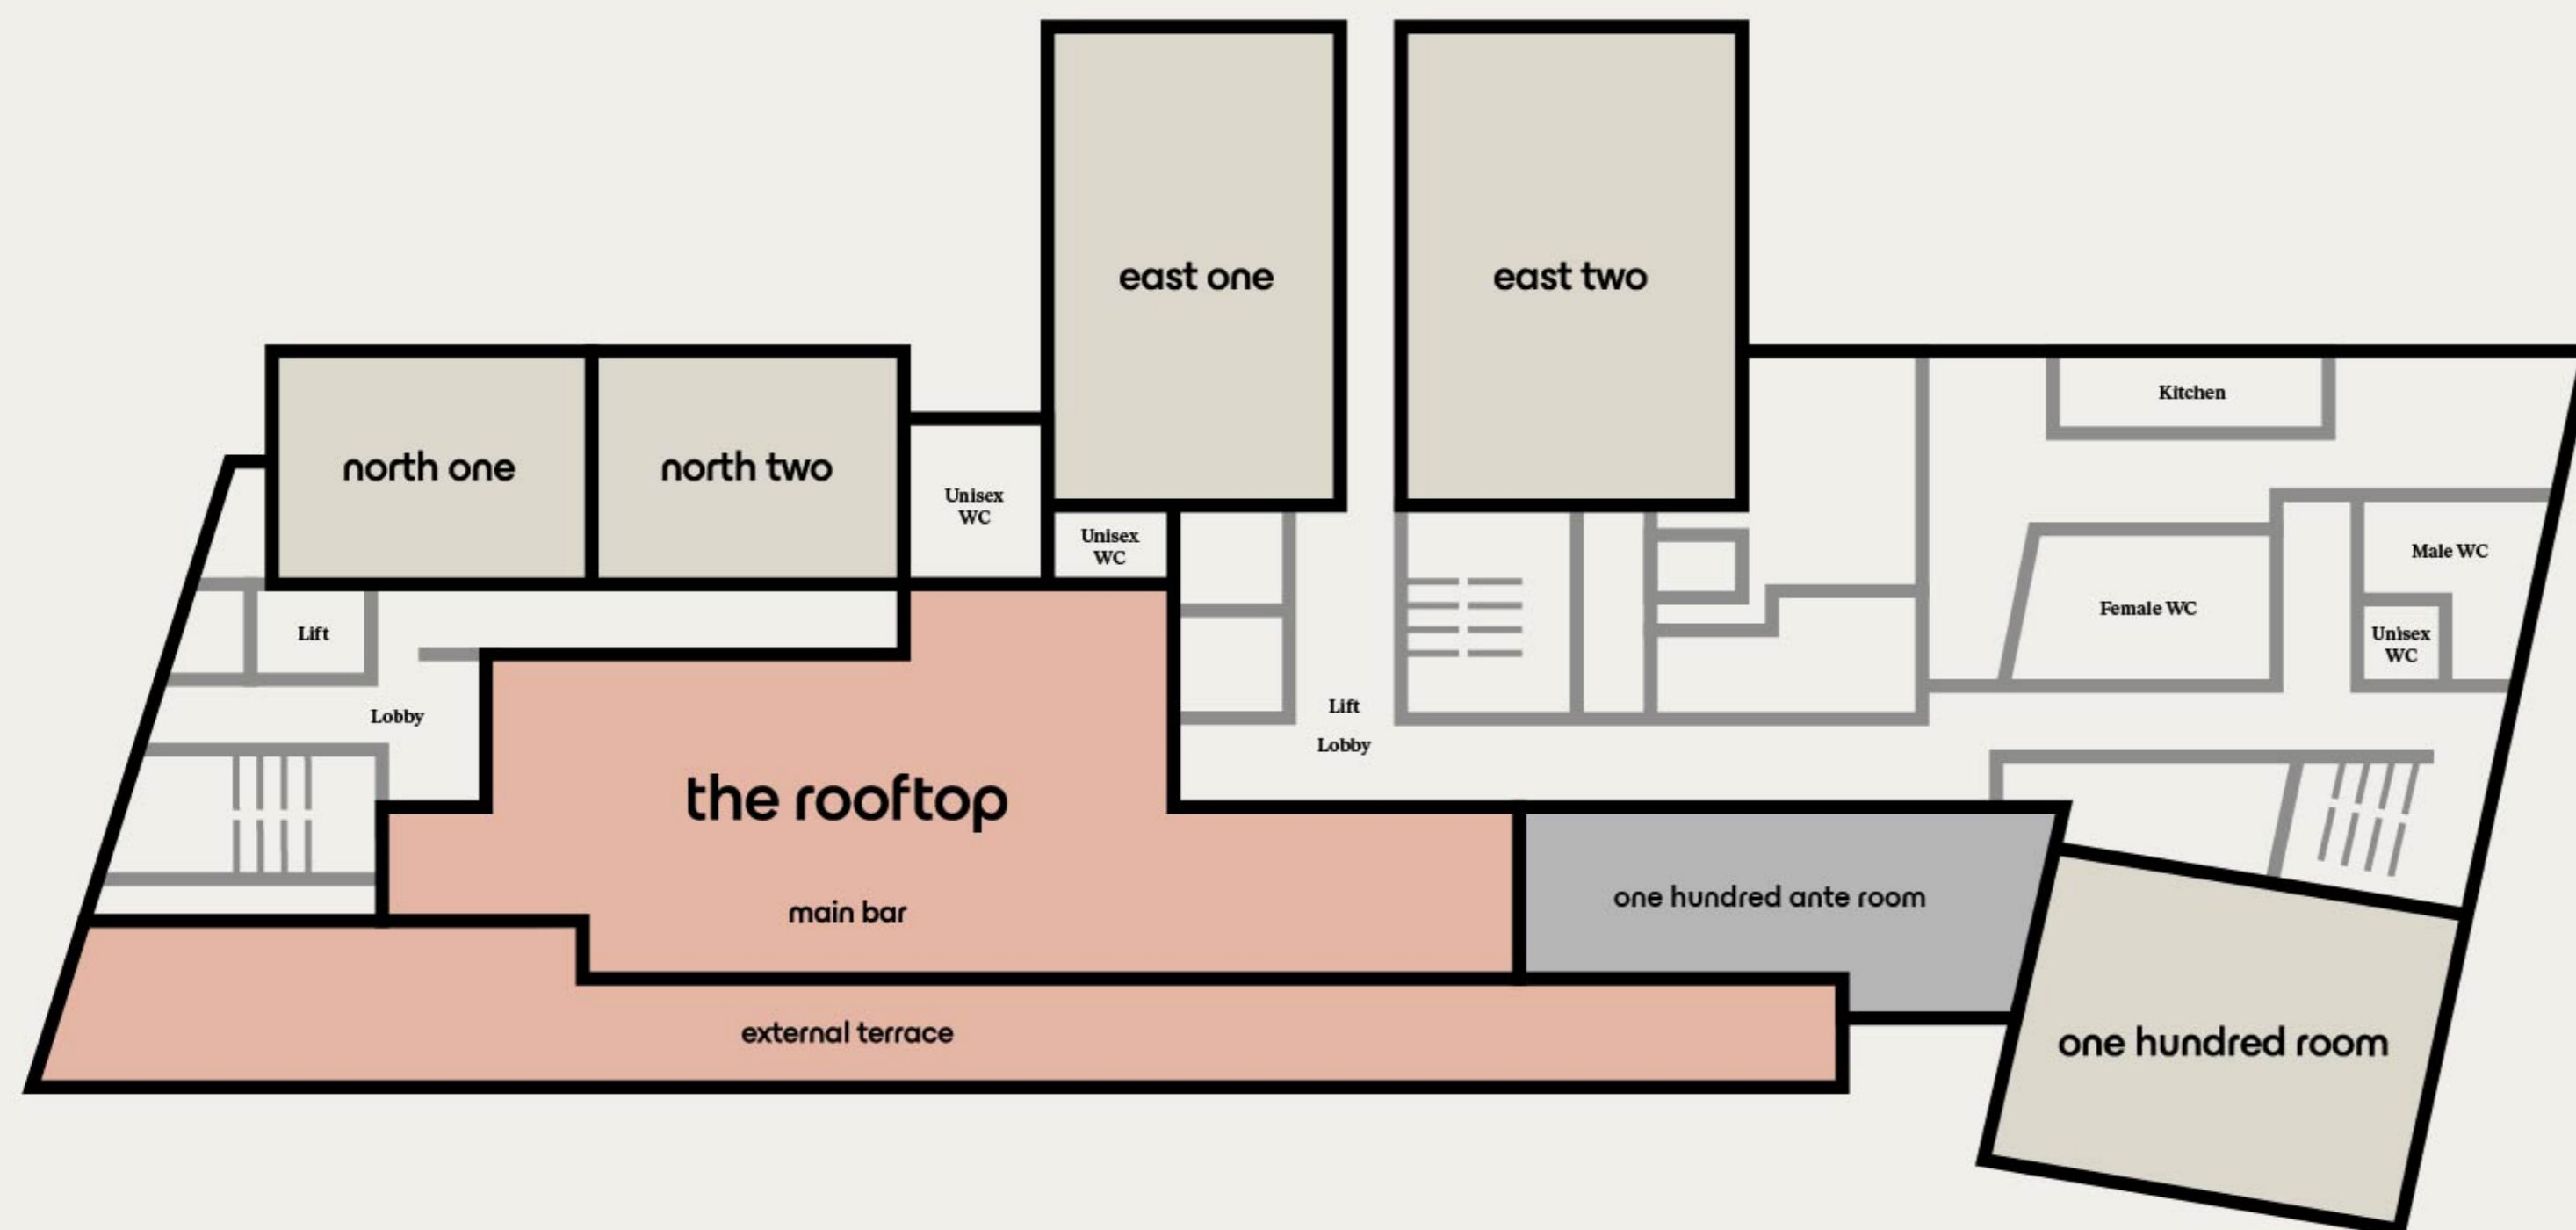 east one
east two
Kitchen
north one
north two
Unisex
WC
Unisex
WC
Male WC
Female WC
Unisex
WC
Lift
Lobby
Lift
Lobby
the rooftop
main bar
one hundred ante room
external terrace
one hundred room